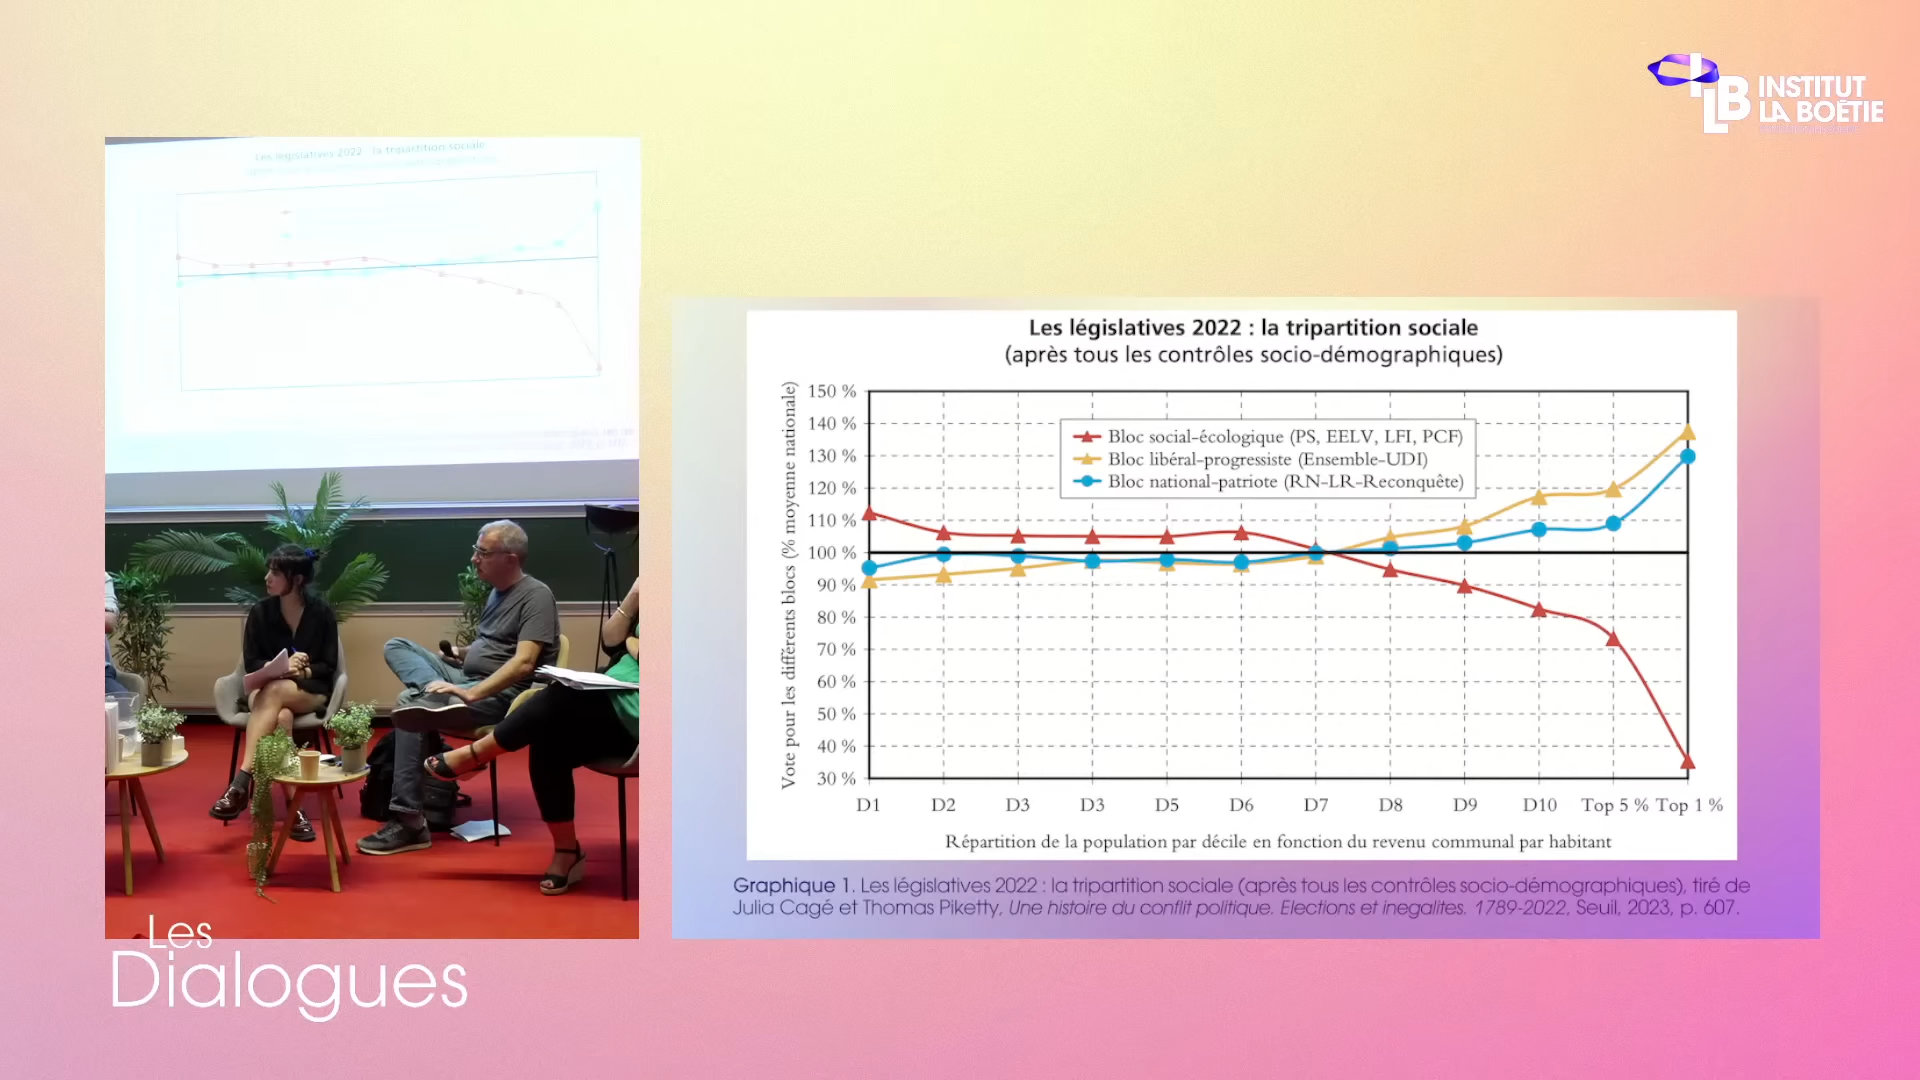 INSTITUT
LA BOÉTIE
Les législatives 2022 : la tripartition sociale
Les législatives 2022 : la tripartition sociale
(après tous les contrôles socio-démographiques)
Vote pour les différents blocs (% moyenne nationale)
150 %
140 %
130 %
120 %
110 %
100 %
90 %
80 %
70 %
60 %
50 %
40 %
30 %
Bloc social-écologique (PS, EELV, LFI, PCF)
Bloc libéral-progressiste (Ensemble-UDI)
Bloc national-patriote (RN-LR-Reconquête)
D1 D2 D3 D3 D5 D6 D7 D8 D9 D10 Top 5 % Top 1 %
Répartition de la population par décile en fonction du revenu communal par habitant
Graphique 1. Les législatives 2022 : la tripartition sociale (après tous les contrôles socio-démographiques), tiré de
Julia Cagé et Thomas Piketty, Une histoire du conflit politique. Elections et inegalites. 1789-2022, Seuil, 2023, p. 607.
Les
Dialogues